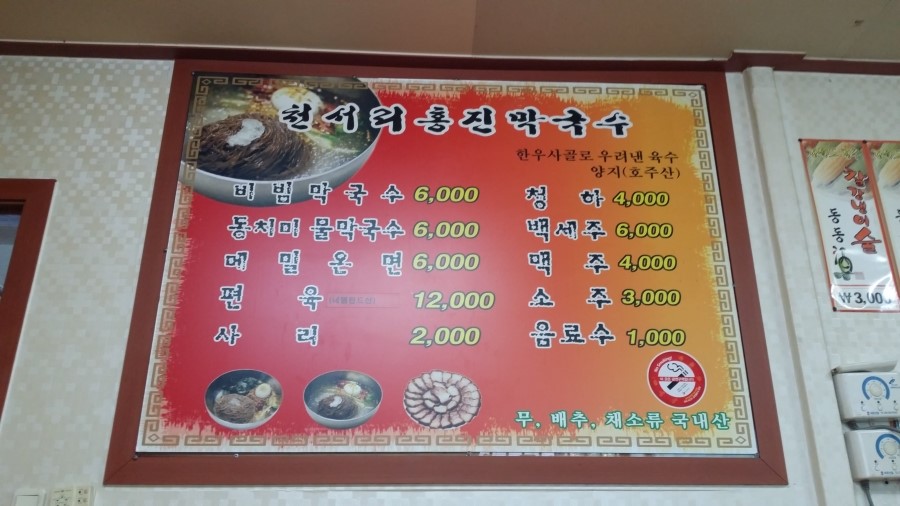 천서리홍진막국수
한우사골로 우려낸 육수
양지(호주산)
비빔막국수 6,000
동치미물막국수 6,000
메밀온면 6,000
편육 12,000
사리 2,000
청하 4,000
백세주 6,000
맥주 4,000
소주 3,000
음료수 1,000
무, 배추, 채소류 국내산
동동
₩3,000